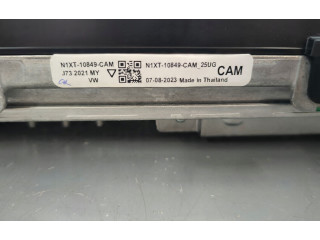 N1XT-10849-CAM
373.2021 MY
VW
N1XT-10849-CAM_25UG
CAM
07-08-2023 Made in Thailand